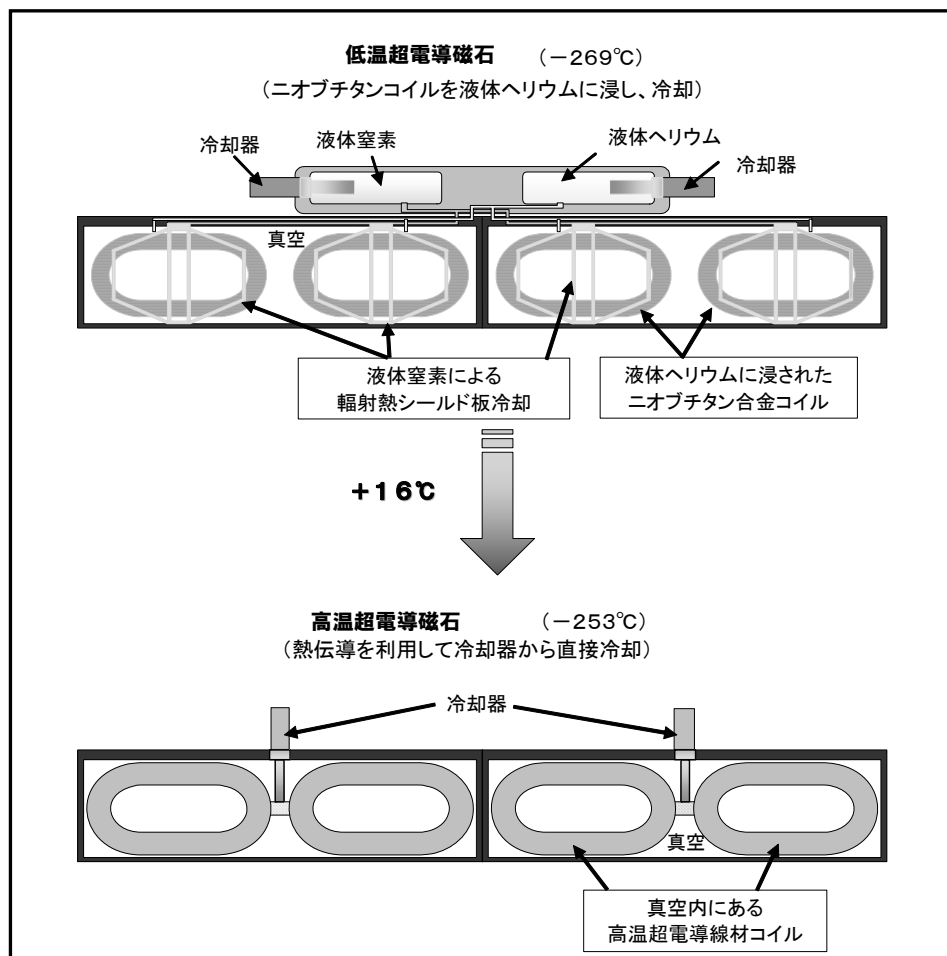 低温超電導磁石 （－269℃）
（ニオブチタンコイルを液体ヘリウムに浸し、冷却）
冷却器
液体窒素
液体ヘリウム
冷却器
真空
液体窒素による
輻射熱シールド板冷却
液体ヘリウムに浸された
ニオブチタン合金コイル
＋１６℃
高温超電導磁石 （－253℃）
（熱伝導を利用して冷却器から直接冷却）
冷却器
真空
真空内にある
高温超電導線材コイル